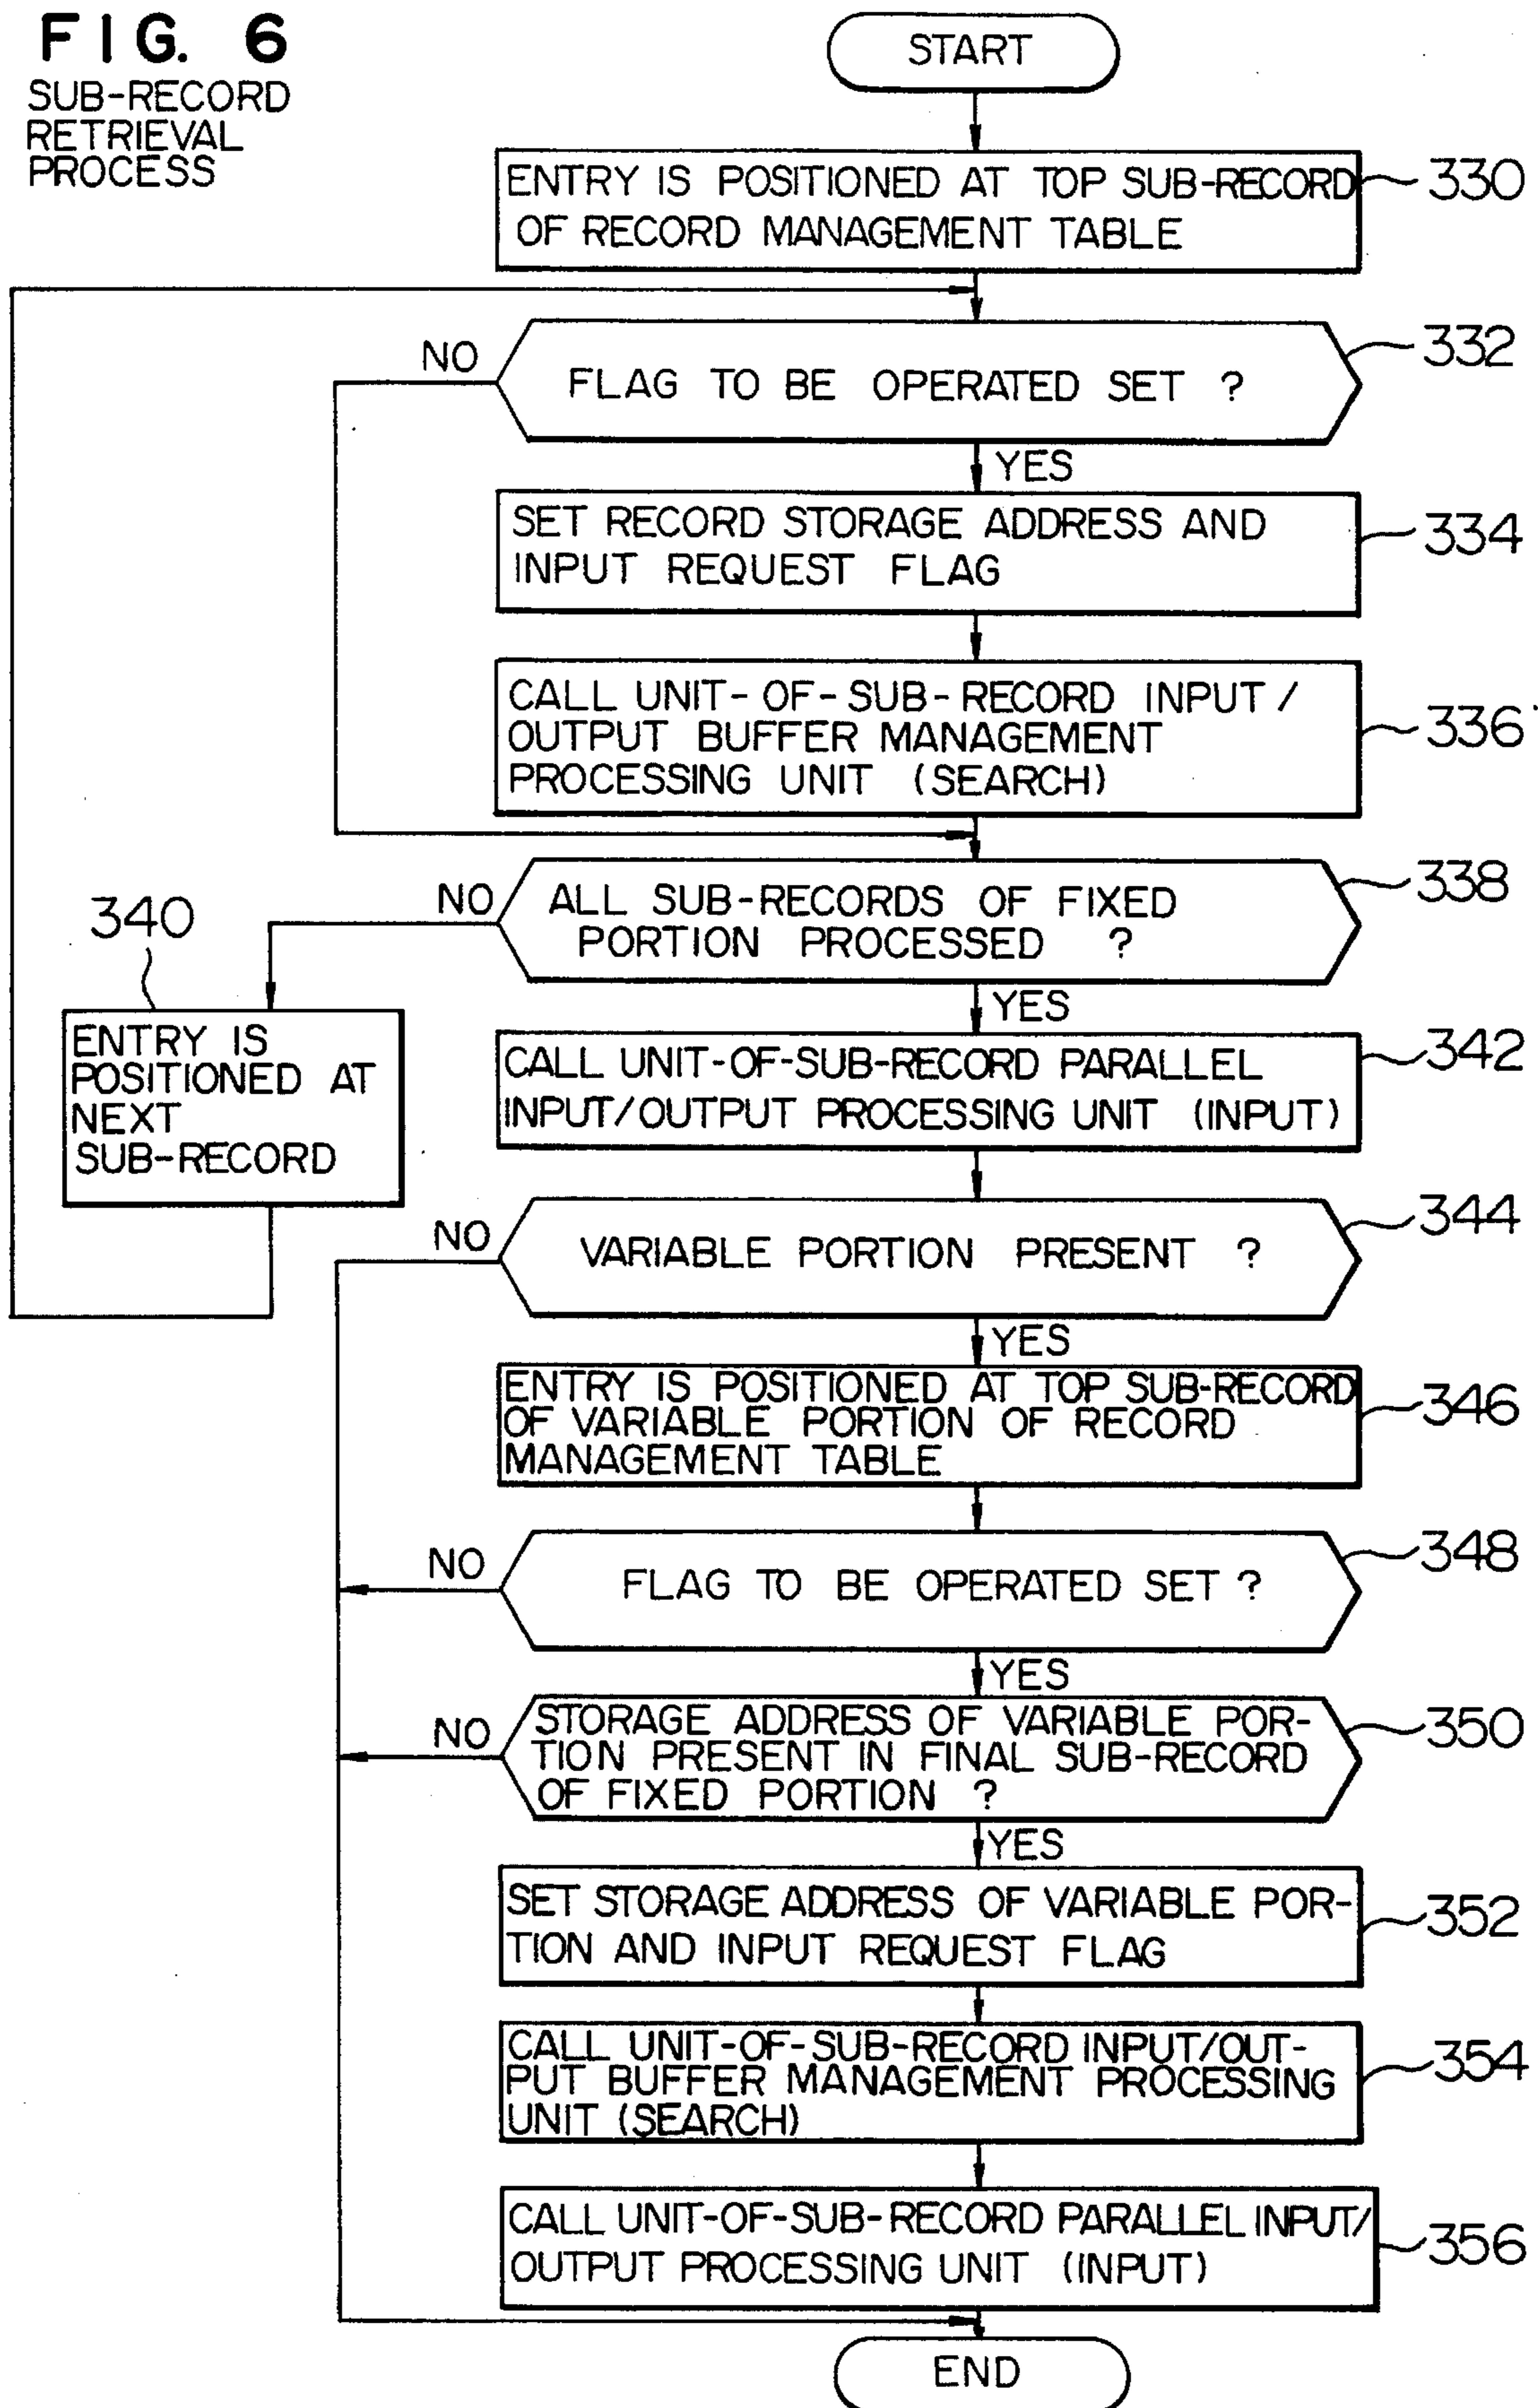 FIG. 6
SUB-RECORD
RETRIEVAL
PROCESS
START
ENTRY IS POSITIONED AT TOP SUB-RECORD
OF RECORD MANAGEMENT TABLE
330
NO
FLAG TO BE OPERATED SET ?
332
YES
SET RECORD STORAGE ADDRESS AND
INPUT REQUEST FLAG
334
CALL UNIT-OF-SUB-RECORD INPUT/
OUTPUT BUFFER MANAGEMENT
PROCESSING UNIT (SEARCH)
336
NO
ALL SUB-RECORDS OF FIXED
PORTION PROCESSED ?
338
340
ENTRY IS
POSITIONED AT
NEXT
SUB-RECORD
YES
CALL UNIT-OF-SUB-RECORD PARALLEL
INPUT/OUTPUT PROCESSING UNIT (INPUT)
342
NO
VARIABLE PORTION PRESENT ?
344
YES
ENTRY IS POSITIONED AT TOP SUB-RECORD
OF VARIABLE PORTION OF RECORD
MANAGEMENT TABLE
346
NO
FLAG TO BE OPERATED SET ?
348
YES
NO
STORAGE ADDRESS OF VARIABLE POR-
TION PRESENT IN FINAL SUB-RECORD
OF FIXED PORTION ?
350
YES
SET STORAGE ADDRESS OF VARIABLE POR-
TION AND INPUT REQUEST FLAG
352
CALL UNIT-OF-SUB-RECORD INPUT/OUT-
PUT BUFFER MANAGEMENT PROCESSING
UNIT (SEARCH)
354
CALL UNIT-OF-SUB-RECORD PARALLEL INPUT/
OUTPUT PROCESSING UNIT (INPUT)
356
END